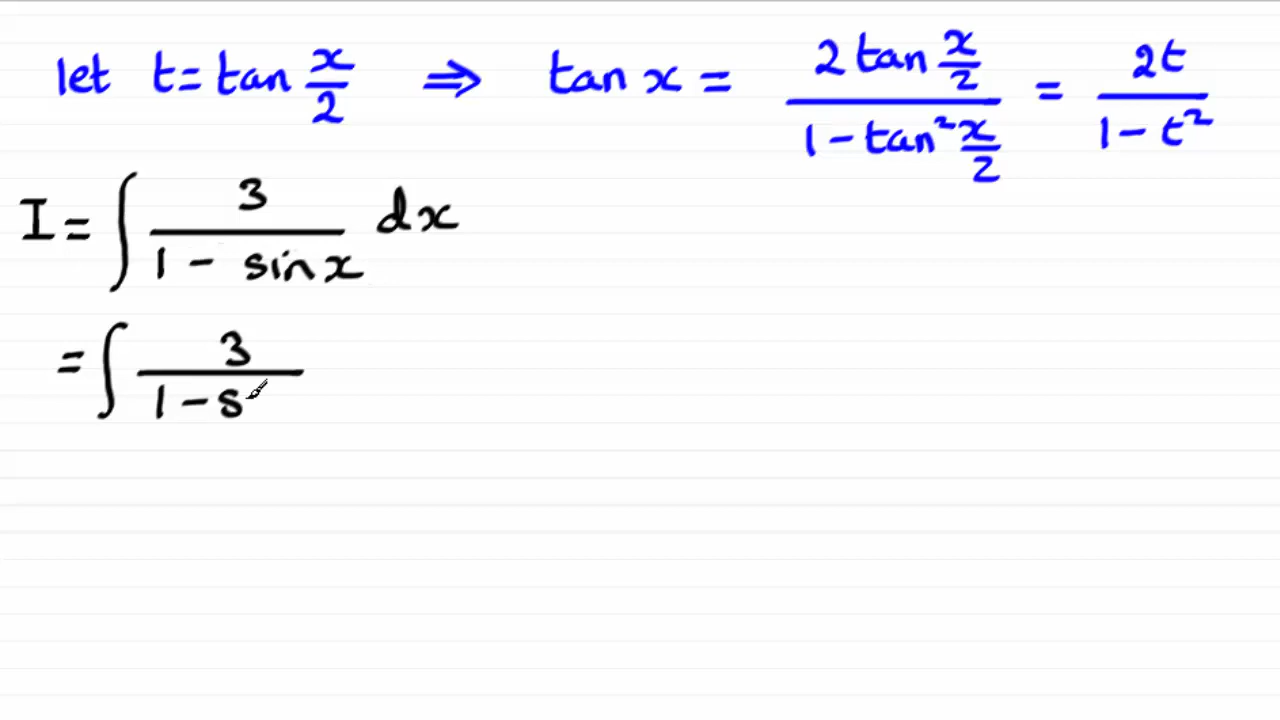 let t = tan x/2 ⇒ tan x = 2 tan x/2 / 1 - tan² x/2 = 2t / 1 - t²
I = ∫ 3 / 1 - sin x dx
= ∫ 3 / 1 - s